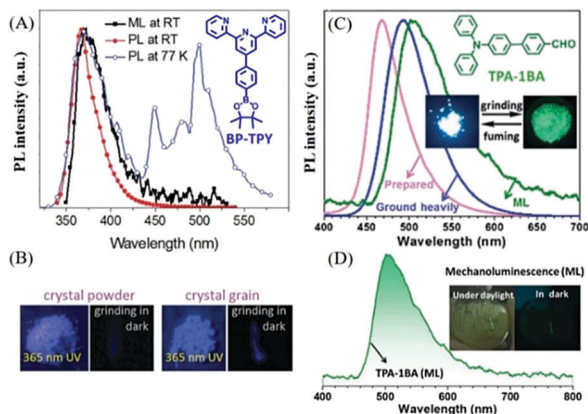 (A)
ML at RT
PL at RT
PL at 77 K
PL intensity (a.u.)
N
N
N
B
O
O
BP-TPY
350 400 450 500 550
Wavelength (nm)
(B)
crystal powder
crystal grain
365 nm UV
grinding in
dark
365 nm UV
grinding in
dark
(C)
PL intensity (a.u.)
N
CHO
TPA-1BA
grinding
fuming
Prepared
Ground heavily
ML
400 450 500 550 600 650 700
Wavelength (nm)
(D)
Mechanoluminescence (ML)
Under daylight
In dark
TPA-1BA (ML)
400 500 600 700 800